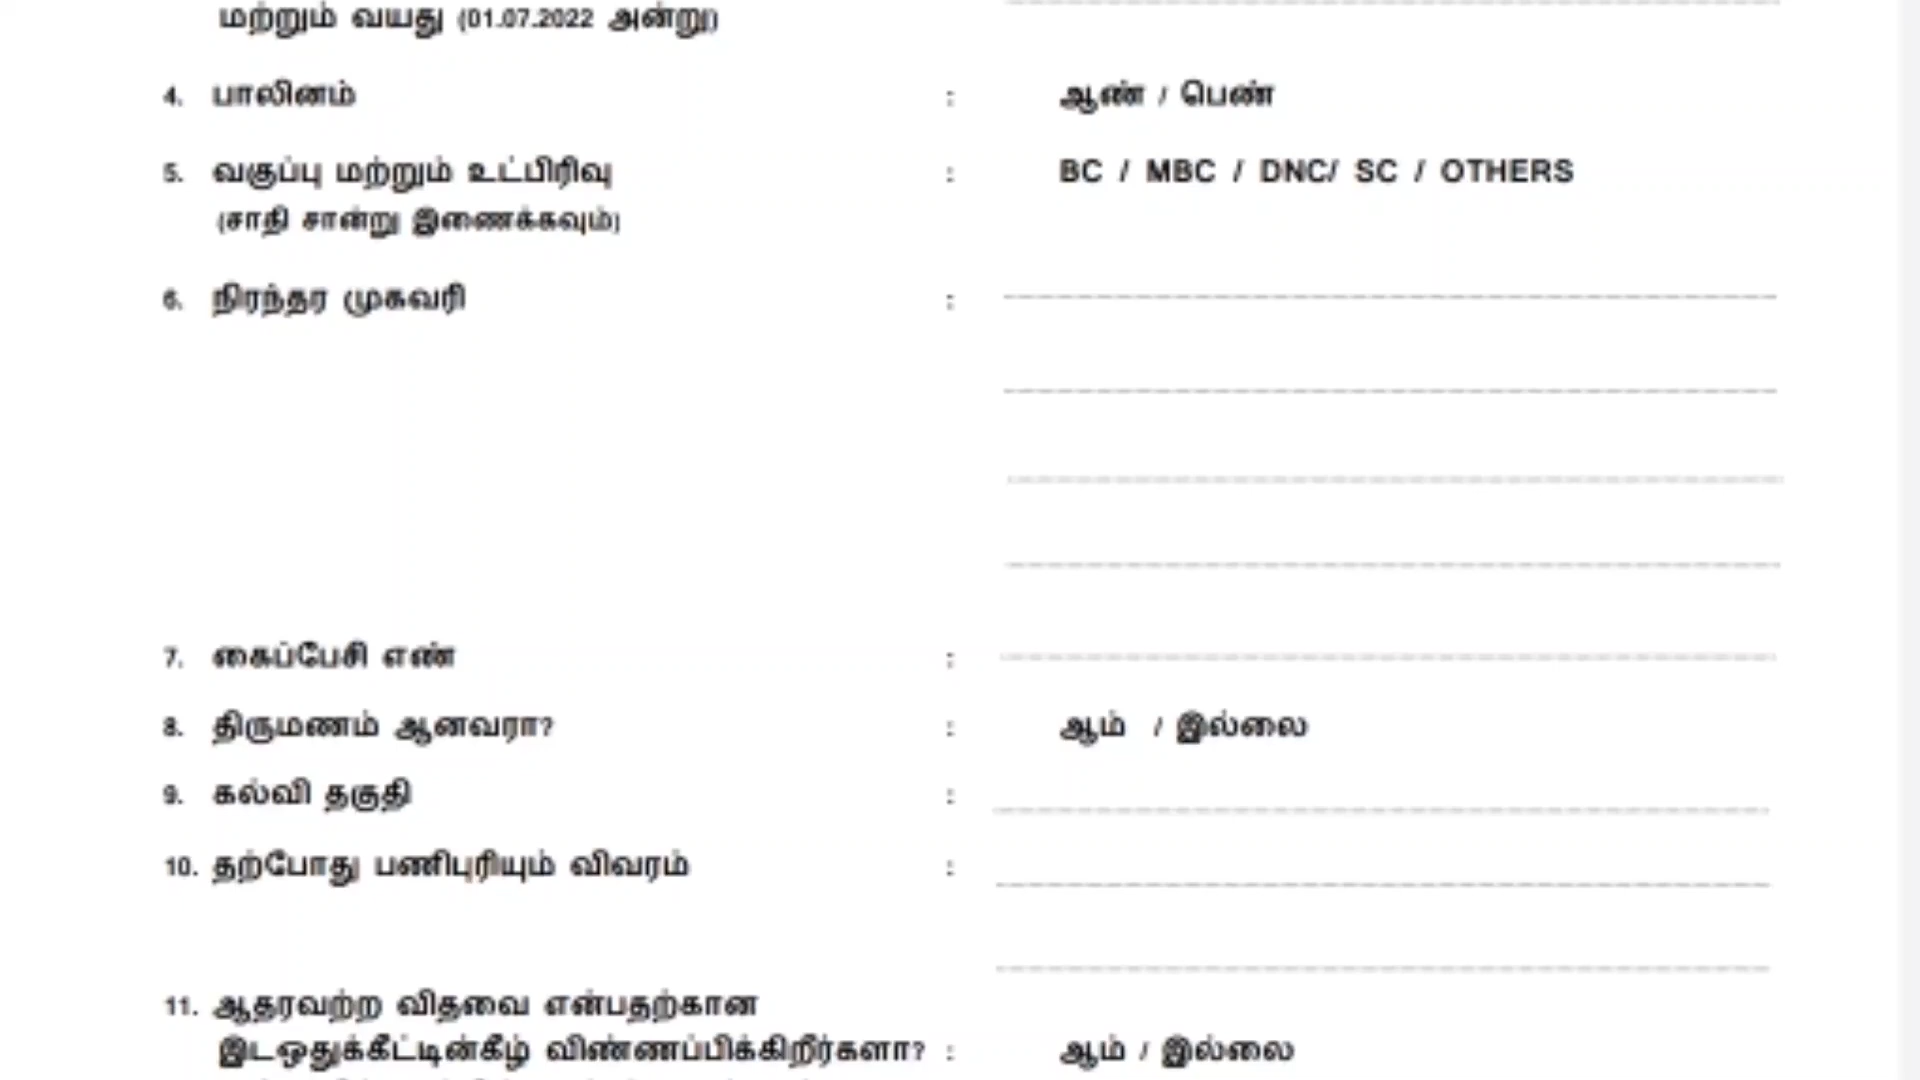 மற்றும் வயது (01.07.2022 அன்று)
4. பாலினம் : ஆண் / பெண்
5. வகுப்பு மற்றும் உட்பிரிவு : BC / MBC / DNC/ SC / OTHERS
(சாதி சான்று இணைக்கவும்)
6. நிரந்தர முகவரி :
7. கைப்பேசி எண் :
8. திருமணம் ஆனவரா? : ஆம் / இல்லை
9. கல்வி தகுதி :
10. தற்போது பணிபுரியும் விவரம் :
11. ஆதரவற்ற விதவை என்பதற்கான
இடஒதுக்கீட்டின்கீழ் விண்ணப்பிக்கிறீர்களா? : ஆம் / இல்லை